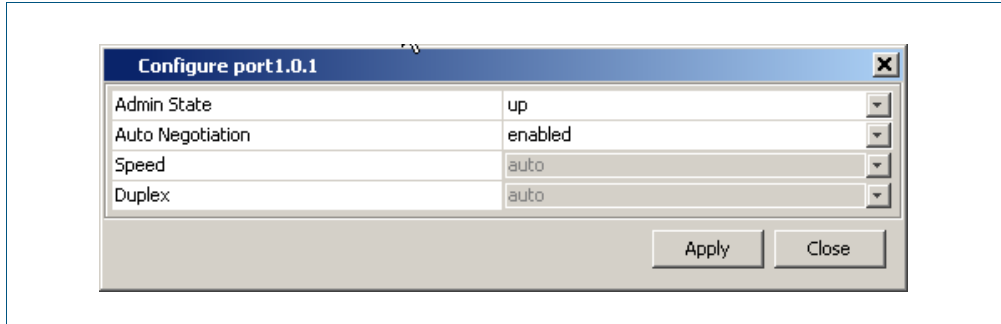 Configure port1.0.1
Admin State up
Auto Negotiation enabled
Speed auto
Duplex auto
Apply Close